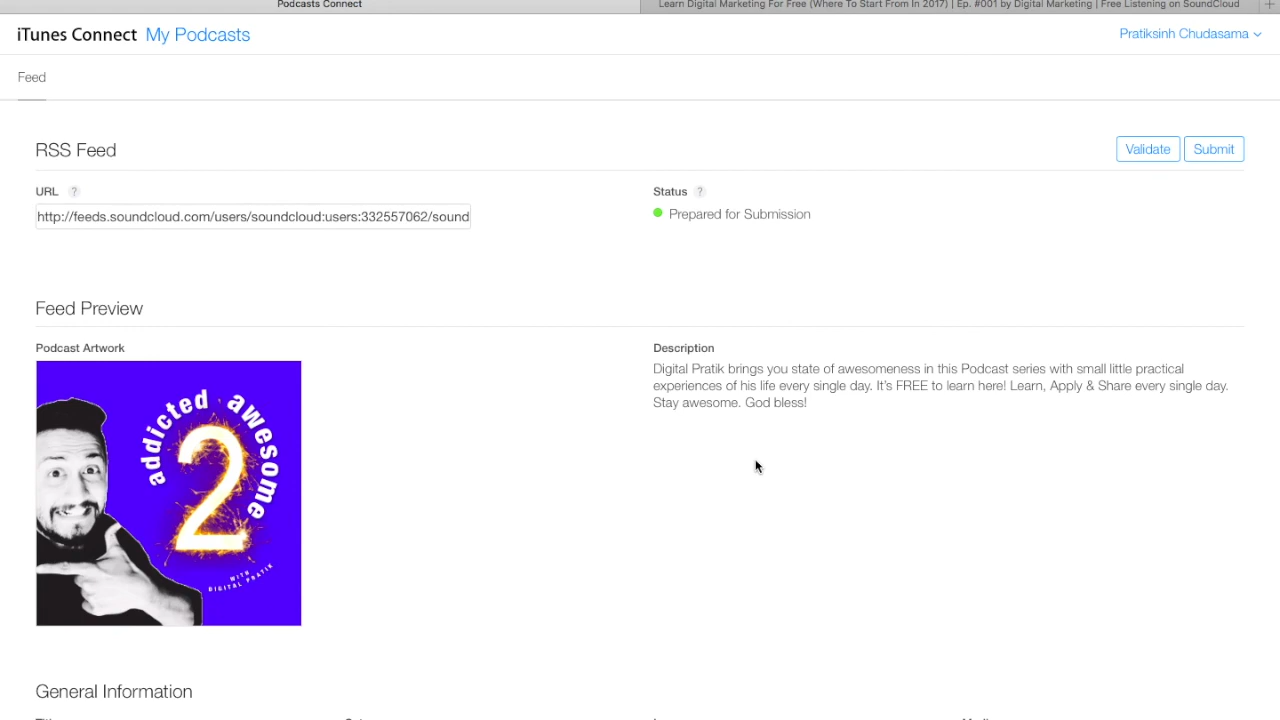 Podcasts Connect
Learn Digital Marketing For Free (Where To Start From In 2017) | Ep. #001 by Digital Marketing | Free Listening on SoundCloud
iTunes Connect My Podcasts
Pratiksinh Chudasama
Feed
RSS Feed
Validate
Submit
URL ?
Status ?
http://feeds.soundcloud.com/users/soundcloud:users:332557062/sound
Prepared for Submission
Feed Preview
Podcast Artwork
Description
Digital Pratik brings you state of awesomeness in this Podcast series with small little practical
experiences of his life every single day. It's FREE to learn here! Learn, Apply & Share every single day.
Stay awesome. God bless!
addicted 2 awesome
WITH
DIGITAL PRATIK
General Information